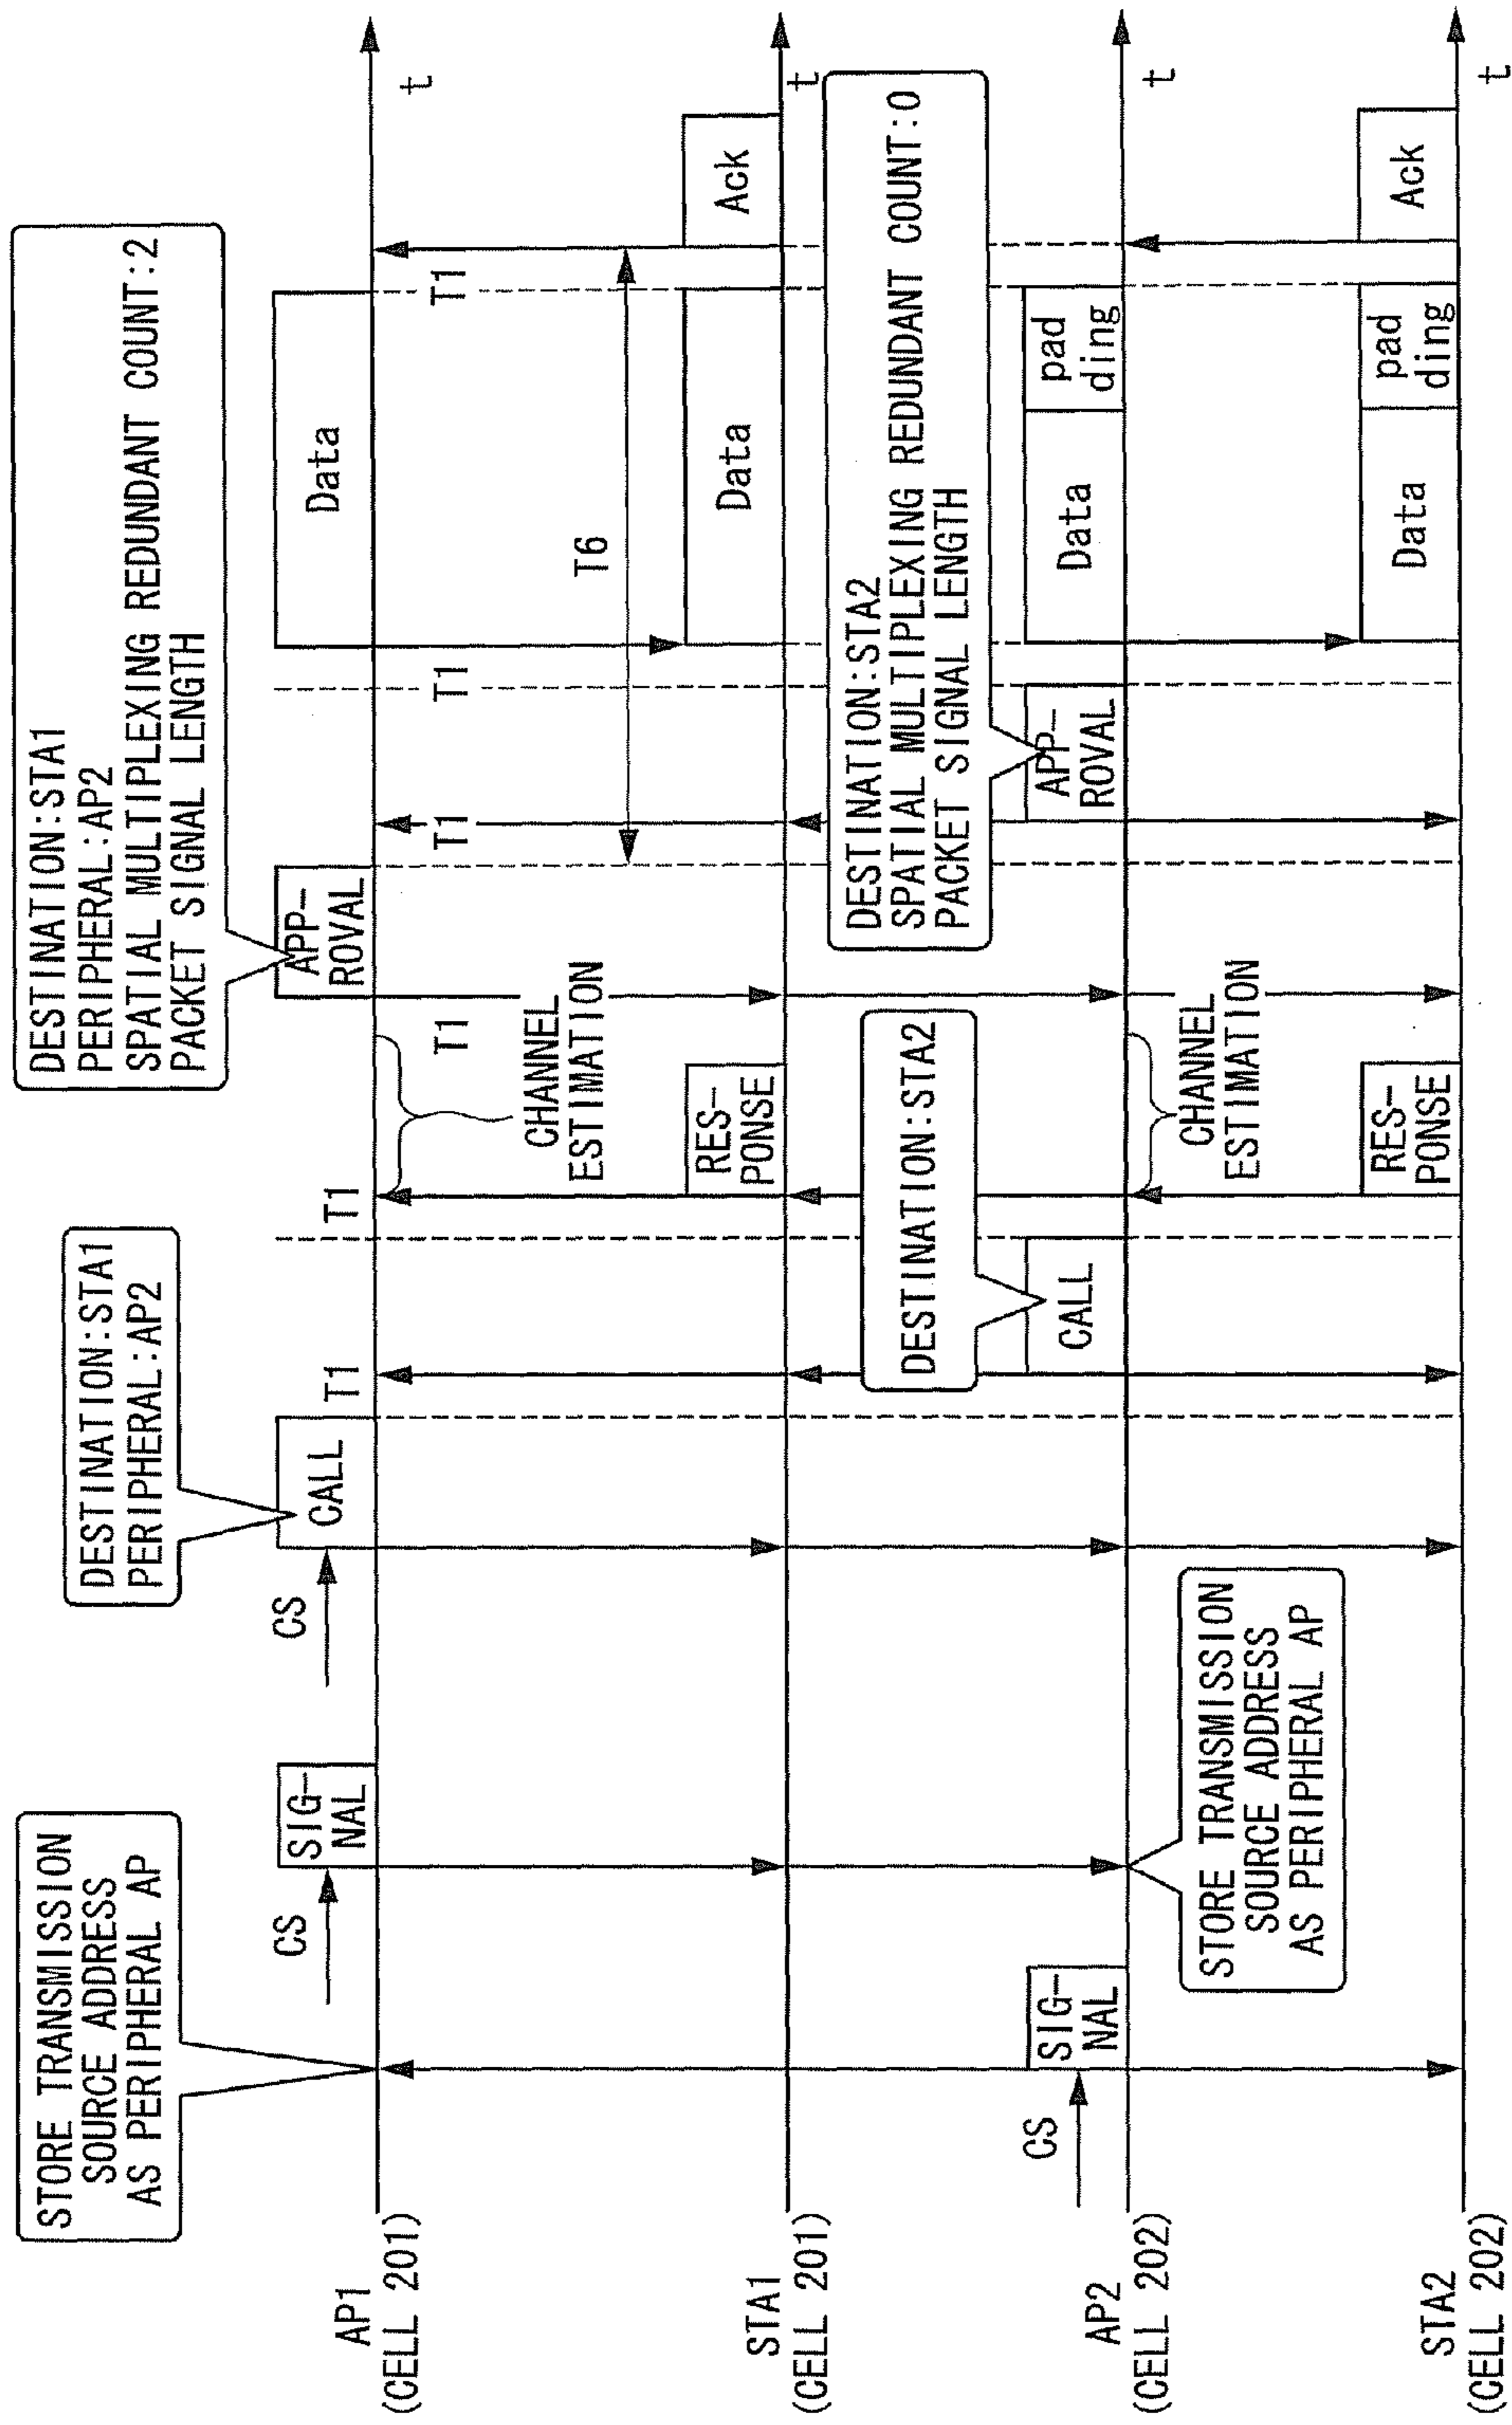 STORE TRANSMISSION
SOURCE ADDRESS
AS PERIPHERAL AP
DESTINATION:STA1
PERIPHERAL:AP2
DESTINATION:STA1
PERIPHERAL:AP2
SPATIAL MULTIPLEXING REDUNDANT COUNT:2
PACKET SIGNAL LENGTH
AP1
(CELL 201)
CS
SIG-
NAL
CS
CALL
T1
T1
APP-
ROVAL
Data
t
CHANNEL
ESTIMATION
T1
T1
T1
T6
T1
STA1
(CELL 201)
RES-
PONSE
Data
Ack
t
DESTINATION:STA2
DESTINATION:STA2
SPATIAL MULTIPLEXING REDUNDANT COUNT:0
PACKET SIGNAL LENGTH
AP2
(CELL 202)
CS
SIG-
NAL
CALL
APP-
ROVAL
Data
pad
ding
t
STORE TRANSMISSION
SOURCE ADDRESS
AS PERIPHERAL AP
CHANNEL
ESTIMATION
STA2
(CELL 202)
RES-
PONSE
Data
pad
ding
Ack
t